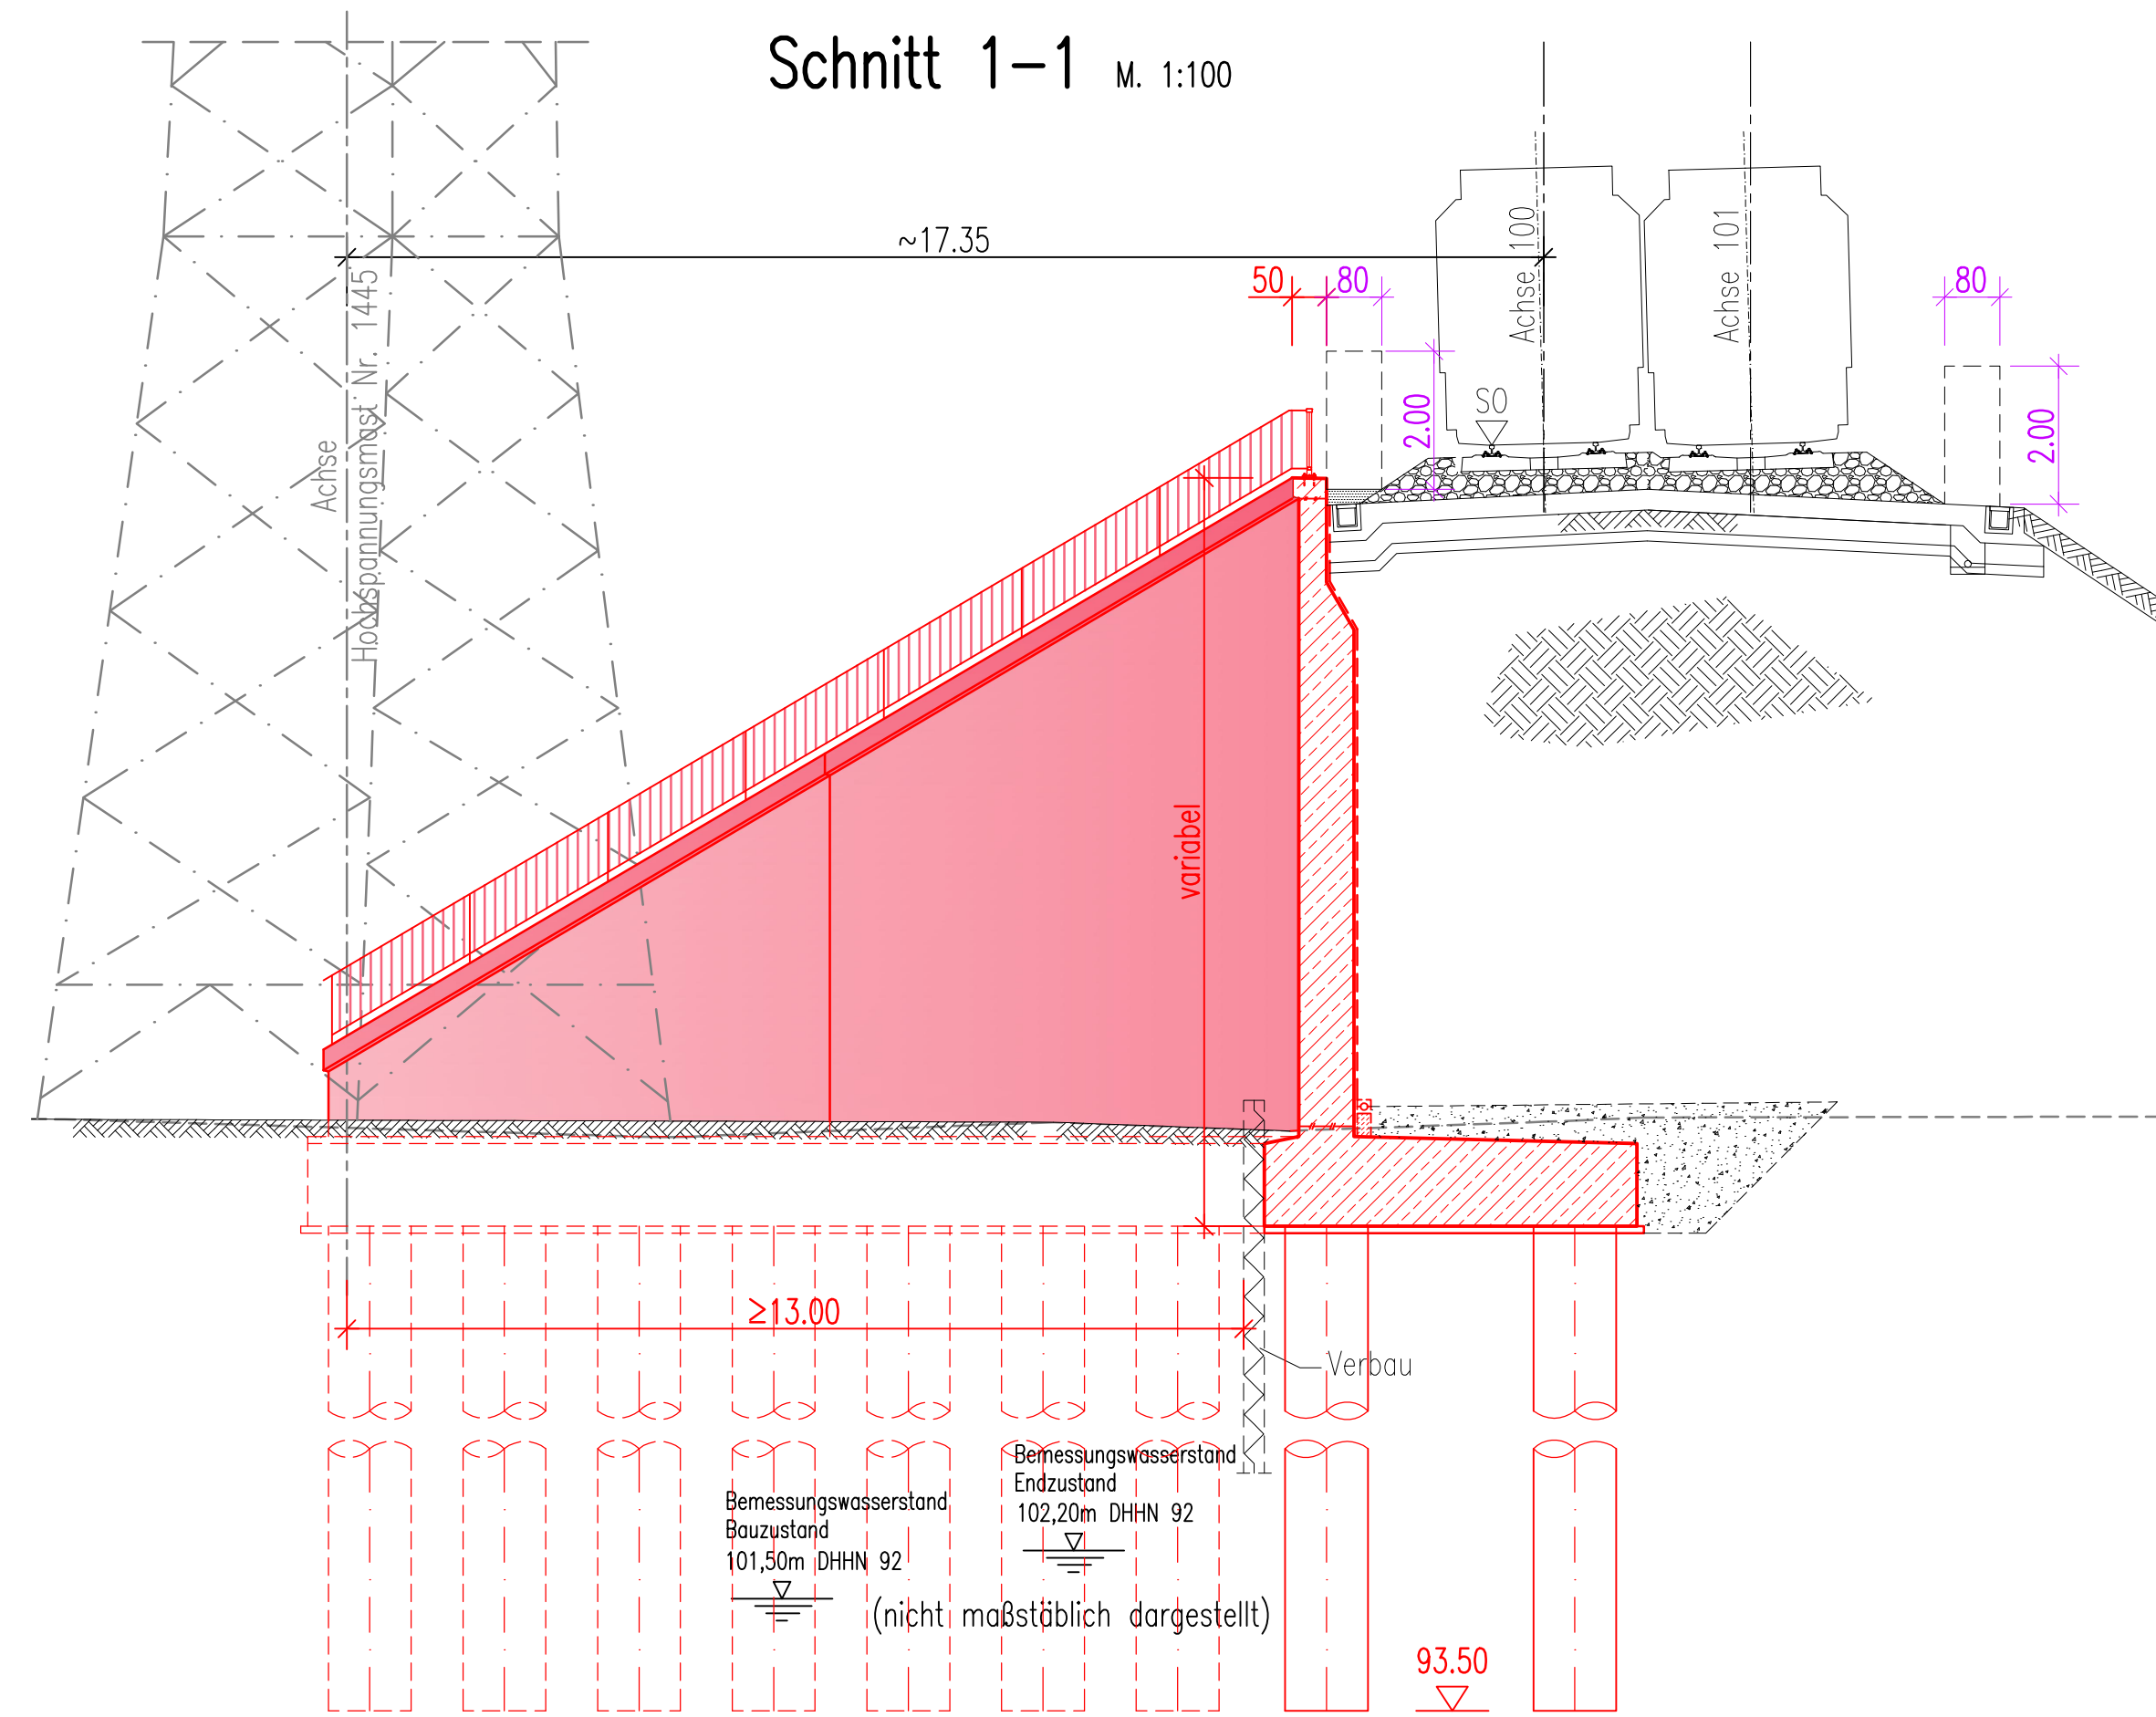 Schnitt 1-1 M. 1:100
~17.35
50
80
80
Achse 100
Achse 101
Achse
Hochspannungsmast Nr. 1445
2.00
SO
2.00
variabel
≥13.00
Verbau
Bemessungswasserstand
Endzustand
102,20m DHHN 92
Bemessungswasserstand
Bauzustand
101,50m DHHN 92
(nicht maßstäblich dargestellt)
93.50